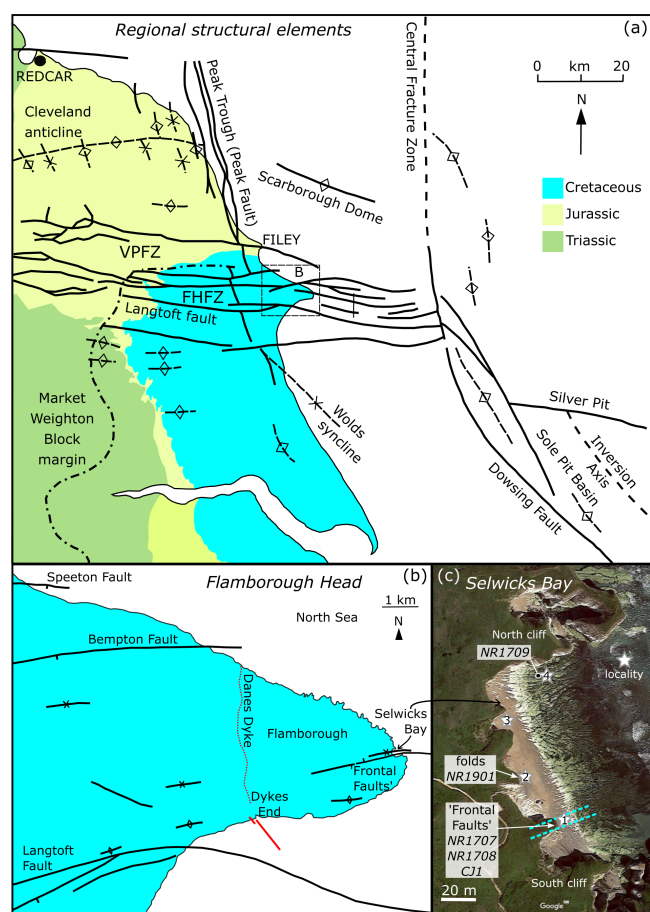 Regional structural elements
(a)
REDCAR
Cleveland
anticline
Peak Trough (Peak Fault)
Central Fracture Zone
0 km 20
N
Scarborough Dome
Cretaceous
Jurassic
Triassic
FILEY
VPFZ
B
FHFZ
Langtoft fault
Market
Weighton
Block
margin
Wolds
syncline
Silver Pit
Sole Pit Basin
Inversion
Axis
Dowsing Fault
Flamborough Head
(b)
Speeton Fault
1 km
N
North Sea
Bempton Fault
Danes Dyke
Flamborough
Selwicks
Bay
'Frontal
Faults'
Dykes
End
Langtoft
Fault
(c)
Selwicks Bay
North cliff
NR1709
4
locality
3
folds
NR1901
2
'Frontal
Faults'
NR1707
NR1708
CJ1
1
20 m
South cliff
Google